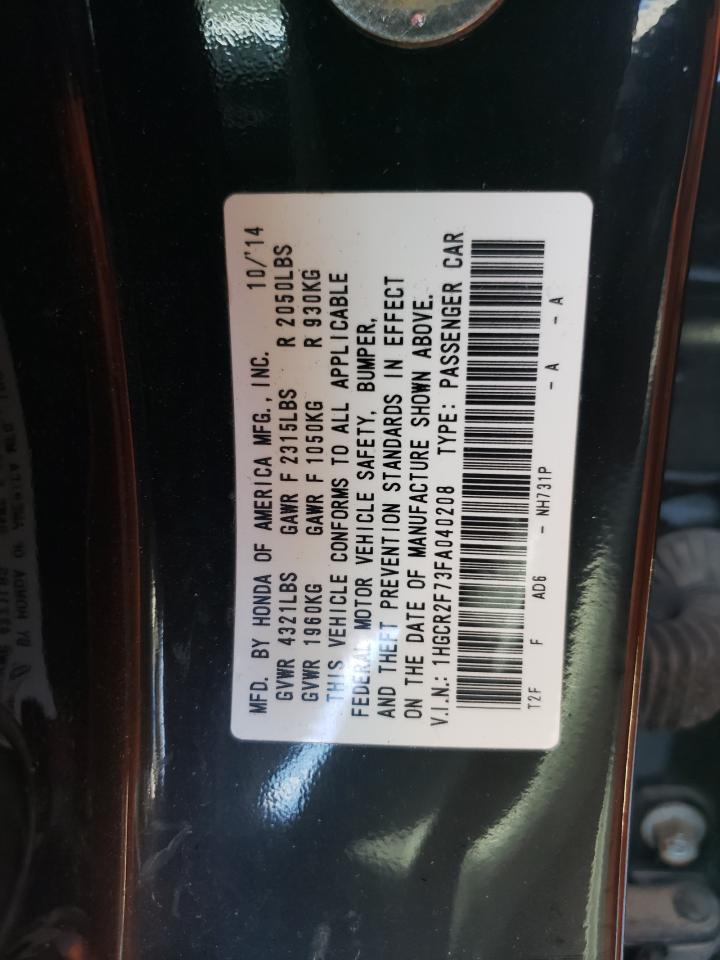 MFD. BY HONDA OF AMERICA MFG., INC. 10/'14
GVWR 4321LBS GAWR F 2315LBS R 2050LBS
GVWR 1960KG GAWR F 1050KG R 930KG
THIS VEHICLE CONFORMS TO ALL APPLICABLE
FEDERAL MOTOR VEHICLE SAFETY, BUMPER,
AND THEFT PREVENTION STANDARDS IN EFFECT
ON THE DATE OF MANUFACTURE SHOWN ABOVE.
V.I.N.: 1HGCR2F73FA040208 TYPE: PASSENGER CAR
T2F F AD6 - NH731P - A - A